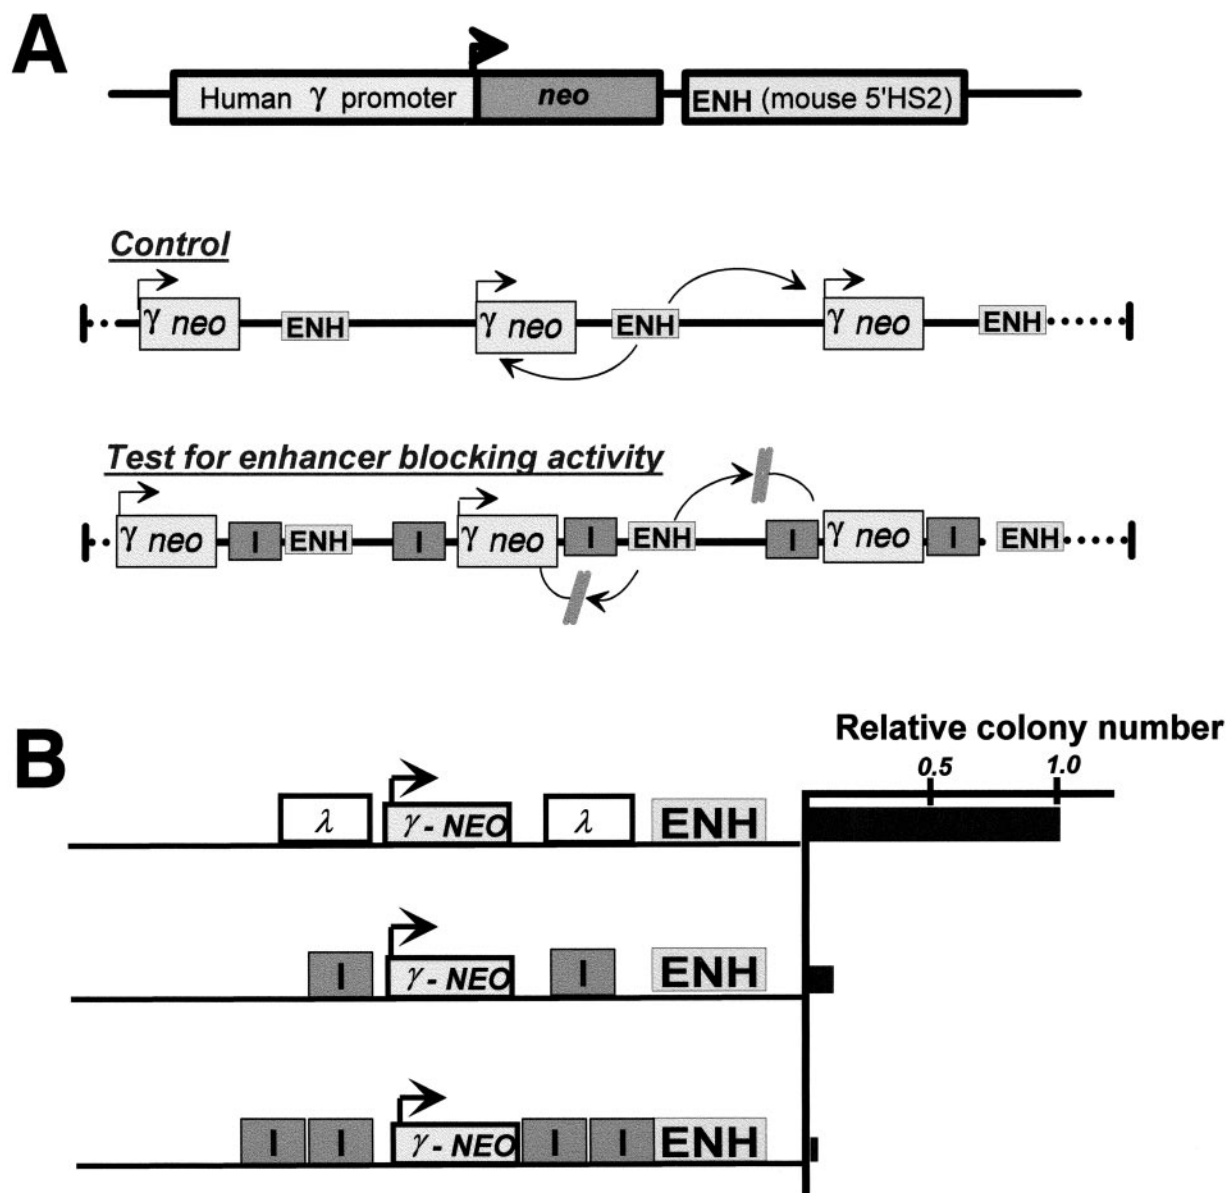 A
Human γ promoter neo ENH (mouse 5'HS2)
Control
γ neo ENH γ neo ENH γ neo ENH
Test for enhancer blocking activity
γ neo I ENH I γ neo I ENH I γ neo I ENH
B
Relative colony number
0.5 1.0
λ γ - NEO λ ENH
I γ - NEO I ENH
I I γ - NEO I I ENH